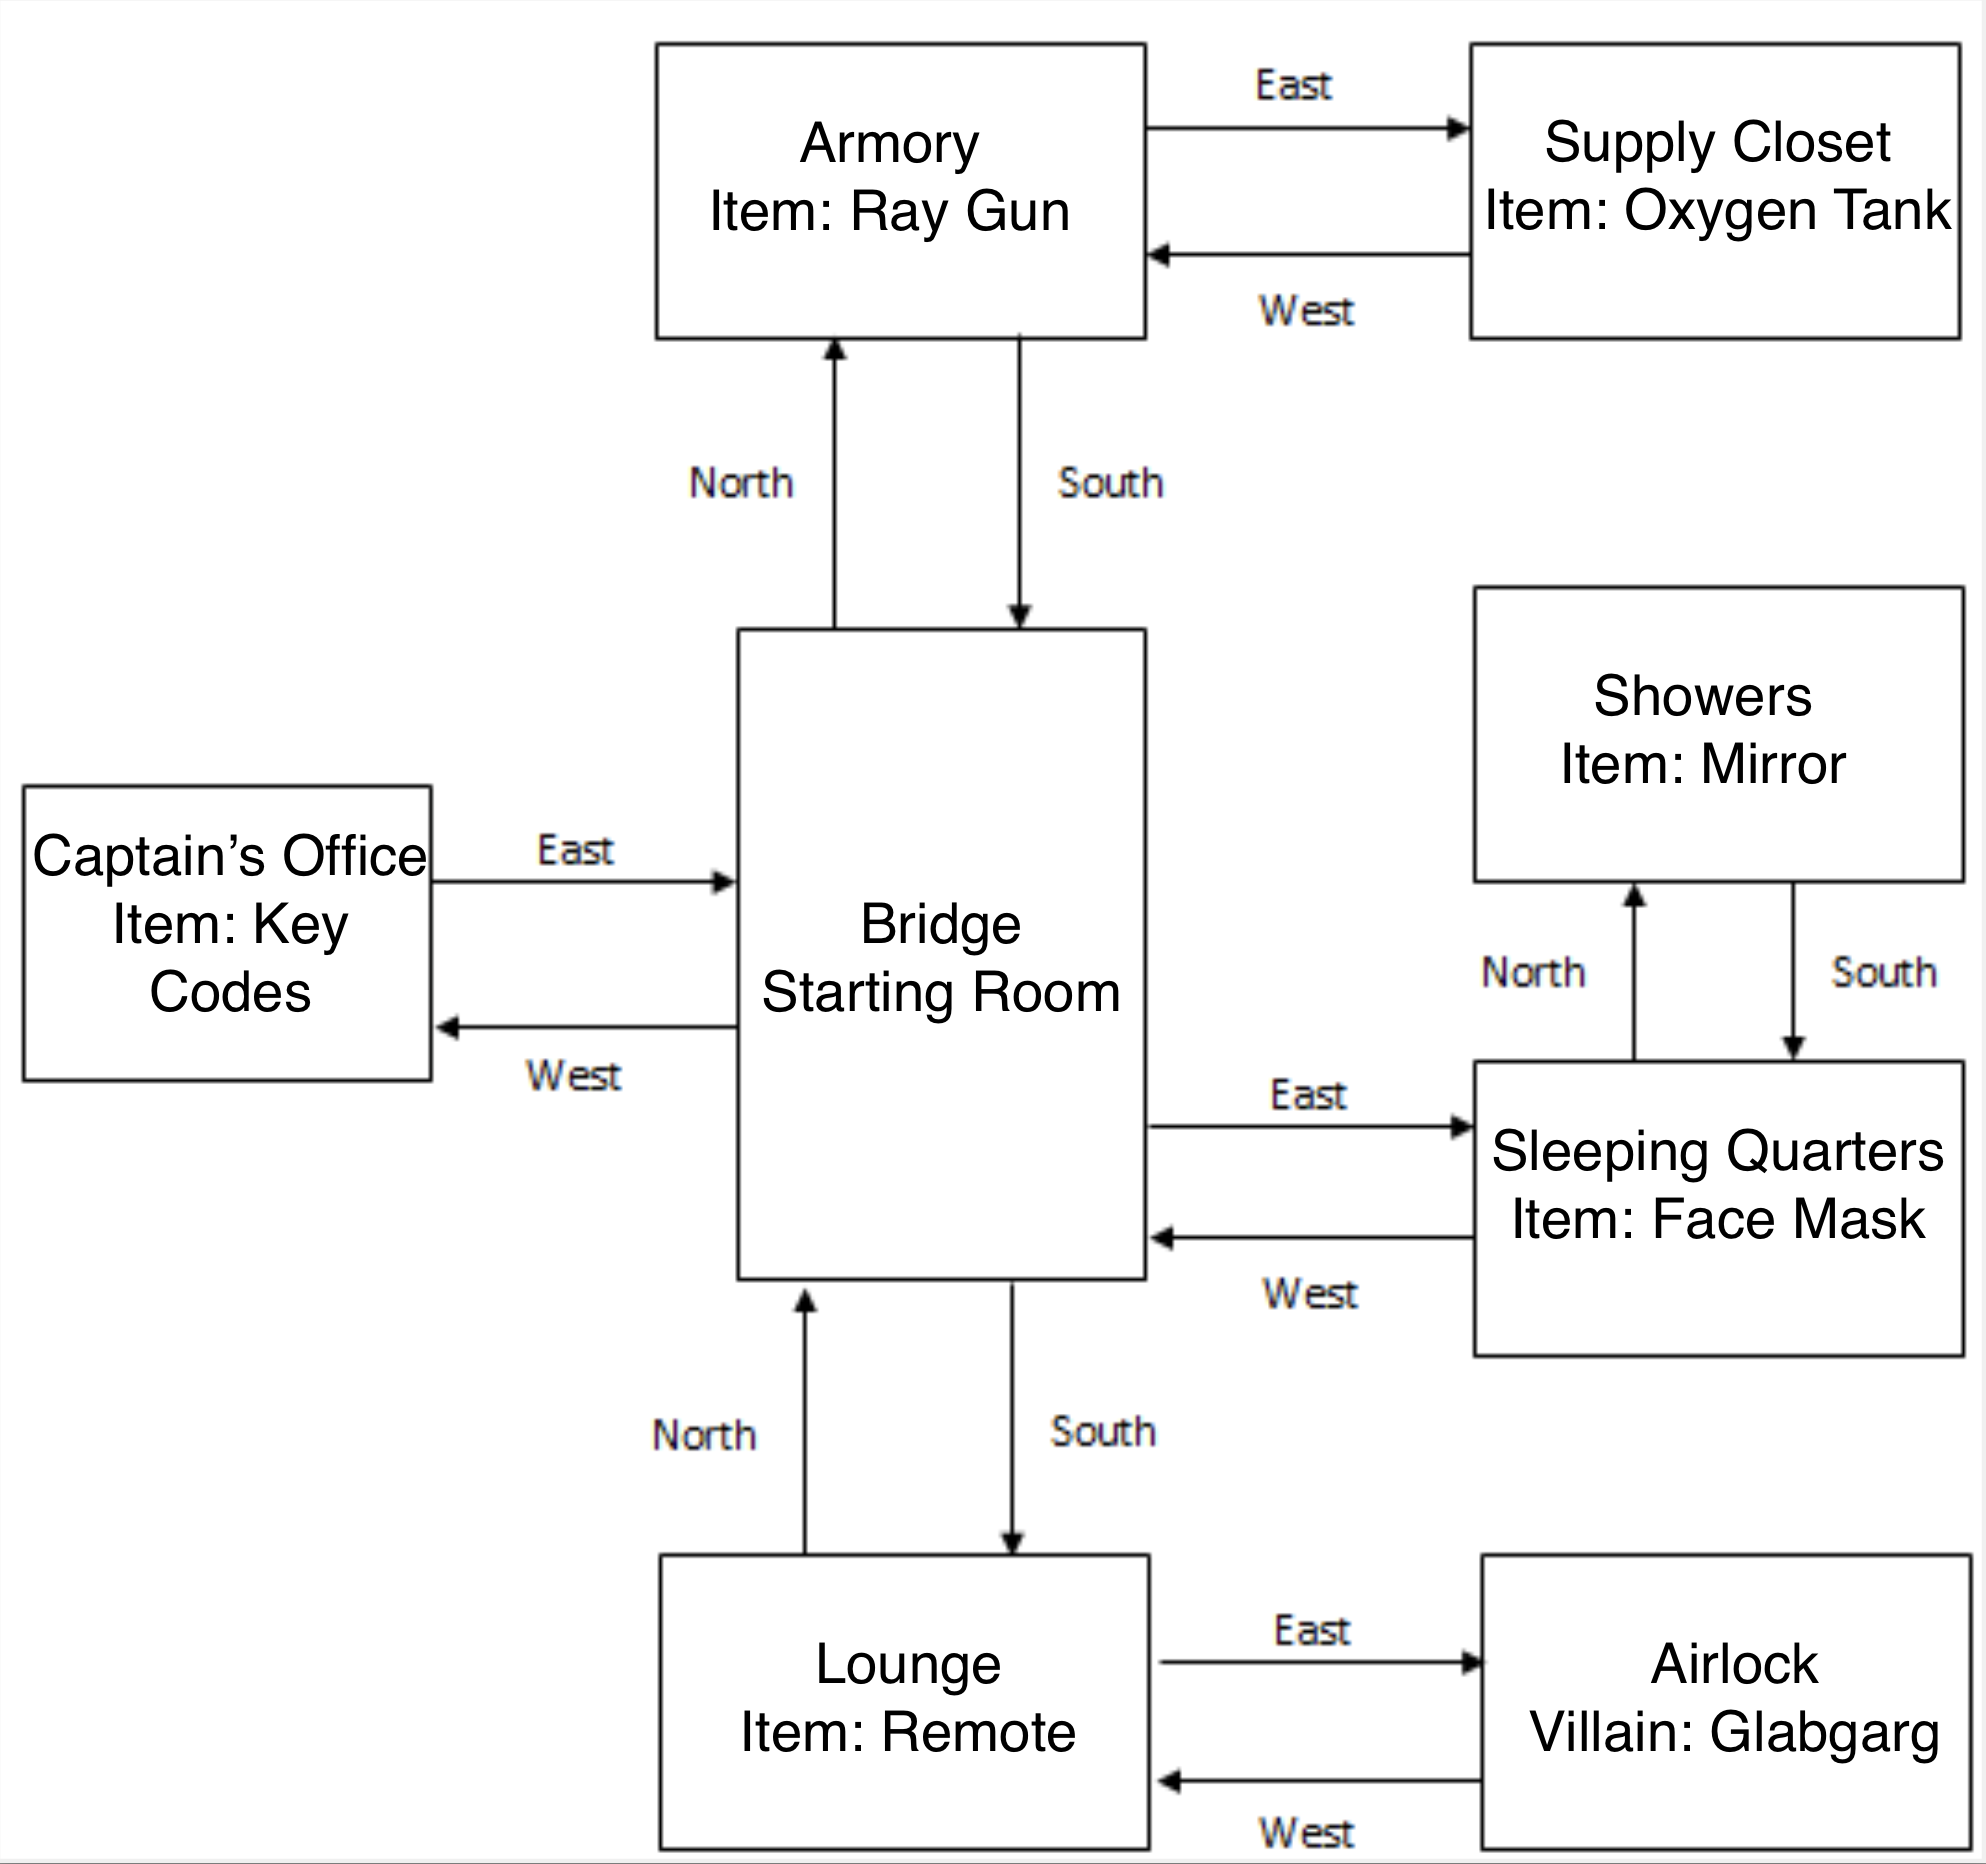 Armory
Item: Ray Gun
East
West
Supply Closet
Item: Oxygen Tank
North
South
Showers
Item: Mirror
Captain’s Office
Item: Key
Codes
East
West
Bridge
Starting Room
North
South
East
West
Sleeping Quarters
Item: Face Mask
North
South
Lounge
Item: Remote
East
West
Airlock
Villain: Glabgarg